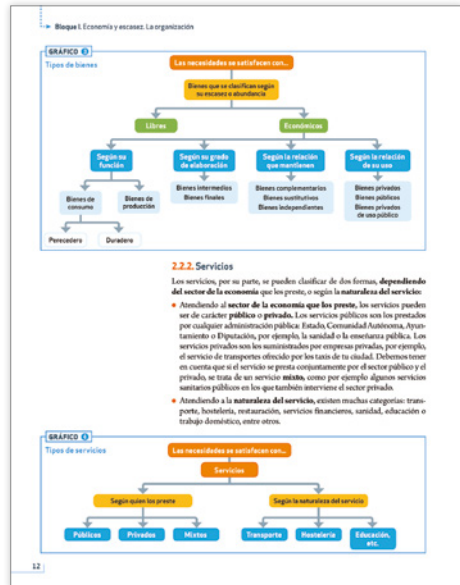 Bloque I. Economía y escasez. La organización
GRÁFICO
Tipos de bienes
Las necesidades se satisfacen con...
Bienes que se clasifican según
su escasez o abundancia
Libres
Económicos
Según su
función
Según su grado
de elaboración
Según la relación
que mantienen
Según la relación
de su uso
Bienes de
consumo
Bienes de
producción
Bienes intermedios
Bienes finales
Bienes complementarios
Bienes sustitutivos
Bienes independientes
Bienes privados
Bienes públicos
Bienes privados
de uso público
Perecedero
Duradero
2.2.2. Servicios
Los servicios, por su parte, se pueden clasificar de dos formas, dependiendo
del sector de la economía que los preste, o según la naturaleza del servicio:
• Atendiendo al sector de la economía que los preste, los servicios pueden
ser de carácter público o privado. Los servicios públicos son los prestados
por cualquier administración pública: Estado, Comunidad Autónoma, Ayun-
tamiento o Diputación, por ejemplo, la sanidad o la enseñanza pública. Los
servicios privados son los suministrados por empresas privadas, por ejemplo,
el servicio de transportes ofrecido por los taxis de tu ciudad. Debemos tener
en cuenta que si el servicio se presta conjuntamente por el sector público y el
privado, se trata de un servicio mixto, como por ejemplo algunos servicios
sanitarios públicos en los que también interviene el sector privado.
• Atendiendo a la naturaleza del servicio, existen muchas categorías: trans-
porte, hostelería, restauración, servicios financieros, sanidad, educación o
trabajo doméstico, entre otros.
GRÁFICO
Tipos de servicios
Las necesidades se satisfacen con...
Servicios
Según quien los preste
Según la naturaleza del servicio
Públicos
Privados
Mixtos
Transporte
Hostelería
Educación,
etc.
12